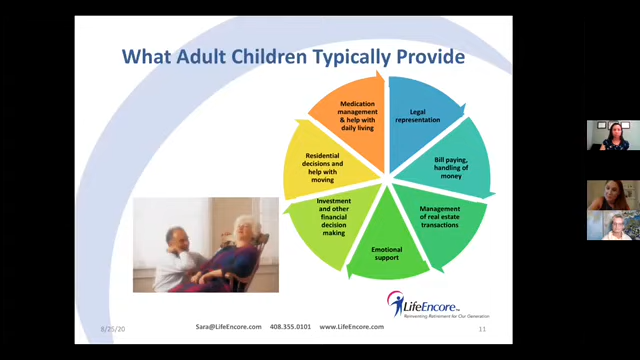 What Adult Children Typically Provide
Medication
management
& help with
daily living
Legal
representation
Residential
decisions and
help with
moving
Bill paying,
handling of
money
Investment
and other
financial
decision
making
Management
of real estate
transactions
Emotional
support
LifeEncore
Reinventing Retirement for Our Generation
8/25/20
Sara@LifeEncore.com 408.355.0101 www.LifeEncore.com
11